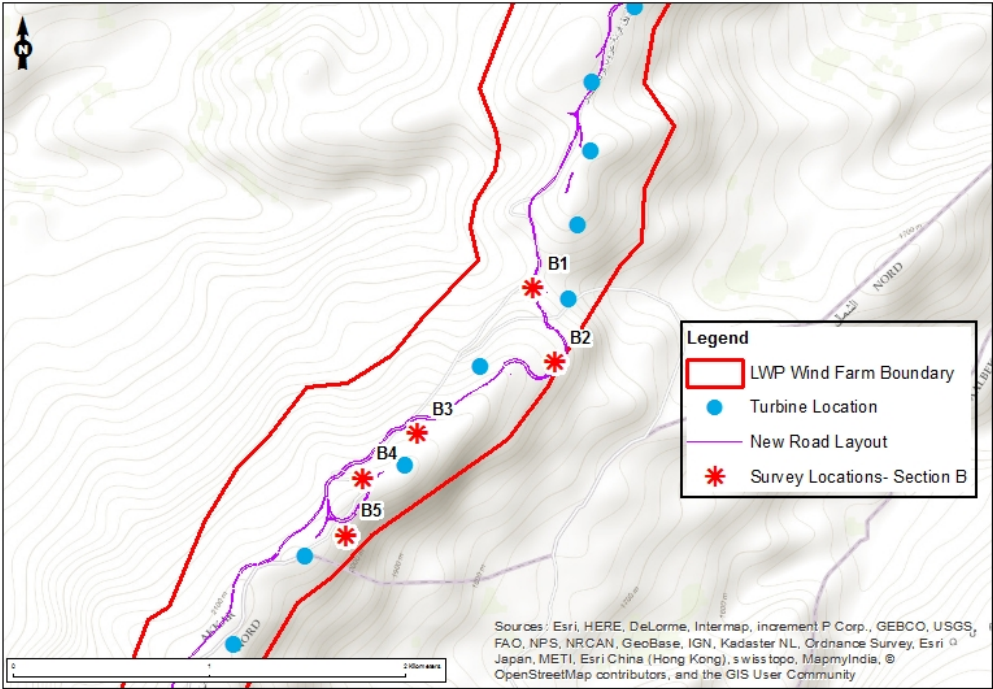 N
B1
B2
B3
B4
B5
1700 m
NORD
الشمال
Legend
LWP Wind Farm Boundary
Turbine Location
New Road Layout
Survey Locations- Section B
AKKAR
NORD
Sources: Esri, HERE, DeLorme, Intermap, increment P Corp., GEBCO, USGS,
FAO, NPS, NRCAN, GeoBase, IGN, Kadaster NL, Ordnance Survey, Esri
Japan, METI, Esri China (Hong Kong), swisstopo, MapmyIndia, ©
OpenStreetMap contributors, and the GIS User Community
0 1 2 Kilometers